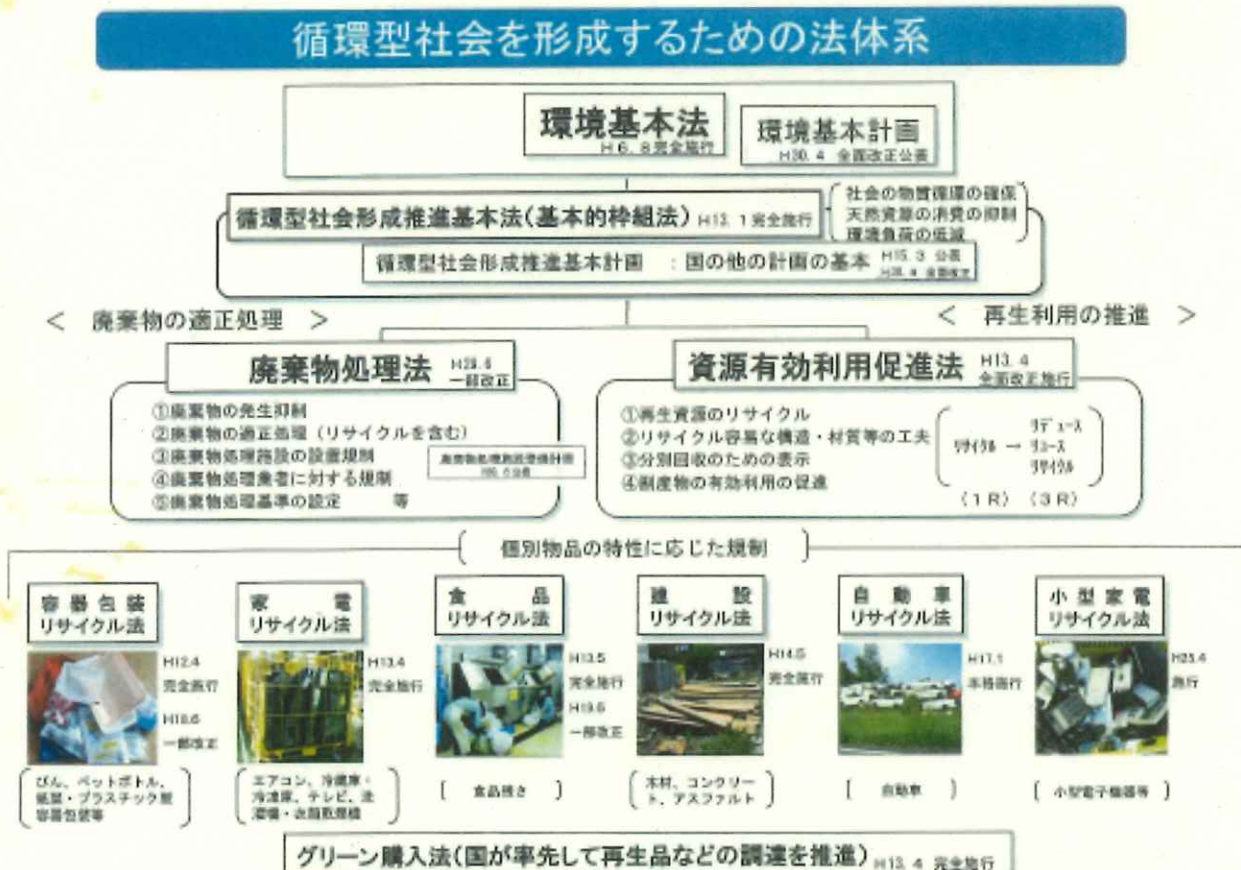 循環型社会を形成するための法体系
環境基本法
H6. 8完全施行
環境基本計画
H30. 4 全面改正公表
循環型社会形成推進基本法(基本的枠組法) H13. 1完全施行
社会の物質循環の確保
天然資源の消費の抑制
環境負荷の低減
循環型社会形成推進基本計画 :国の他の計画の基本 H15. 3 公表
< 廃棄物の適正処理 >
< 再生利用の推進 >
廃棄物処理法
一部改正
資源有効利用促進法 H13. 4
全面改正施行
①廃棄物の発生抑制
②廃棄物の適正処理(リサイクルを含む)
③廃棄物処理施設の設置規制
④廃棄物処理業者に対する規制
⑤廃棄物処理基準の設定 等
廃棄物処理施設整備計画
①再生資源のリサイクル
②リサイクル容易な構造・材質等の工夫
③分別回収のための表示
④副産物の有効利用の促進
リサイクル → リデュース
リユース
リサイクル
(1R) (3R)
個別物品の特性に応じた規制
容器包装
リサイクル法
H12.4
完全施行
H18.6
一部改正
びん、ペットボトル、
紙製・プラスチック製
容器包装等
家 電
リサイクル法
H13.4
完全施行
エアコン、冷蔵庫・
冷凍庫、テレビ、洗
濯機・衣類乾燥機
食 品
リサイクル法
H13.5
完全施行
H19.6
一部改正
食品残さ
建 設
リサイクル法
H14.5
完全施行
木材、コンクリー
ト、アスファルト
自 動 車
リサイクル法
H17.1
本格施行
自動車
小型家電
リサイクル法
H25.4
施行
小型電子機器等
グリーン購入法(国が率先して再生品などの調達を推進) H13. 4 完全施行